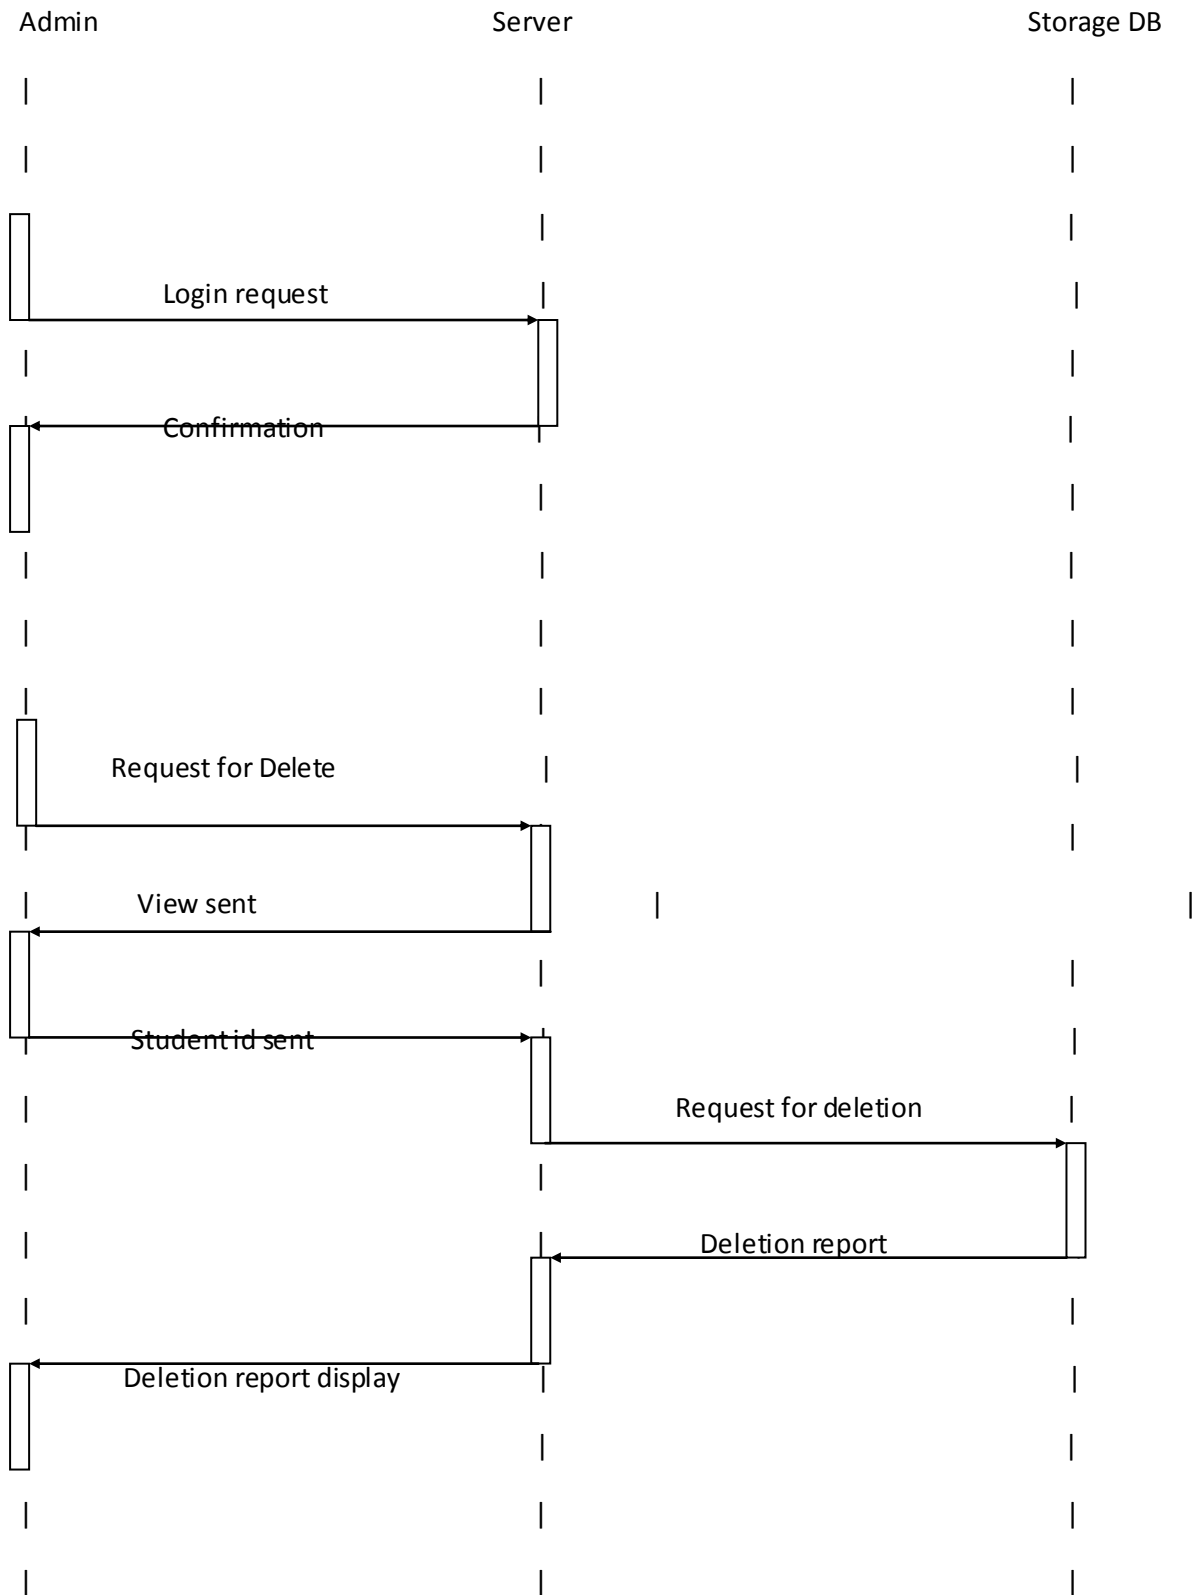 Admin Server Storage DB
Login request
Confirmation
Request for Delete
View sent
Student id sent
Request for deletion
Deletion report
Deletion report display